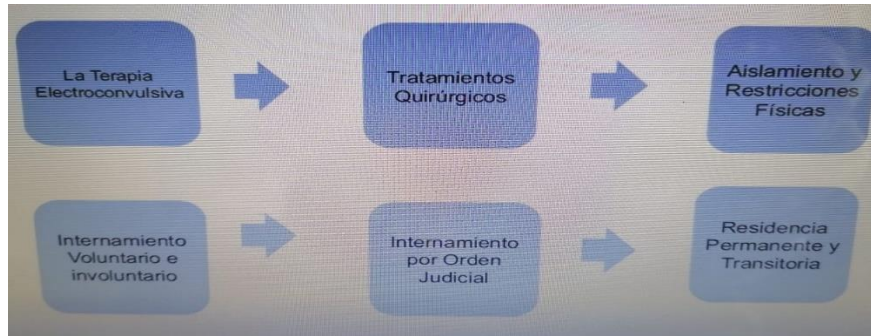 La Terapia
Electroconvulsiva
Tratamientos
Quirúrgicos
Aislamiento y
Restricciones
Físicas
Internamiento
Voluntario e
involuntario
Internamiento
por Orden
Judicial
Residencia
Permanente y
Transitoria